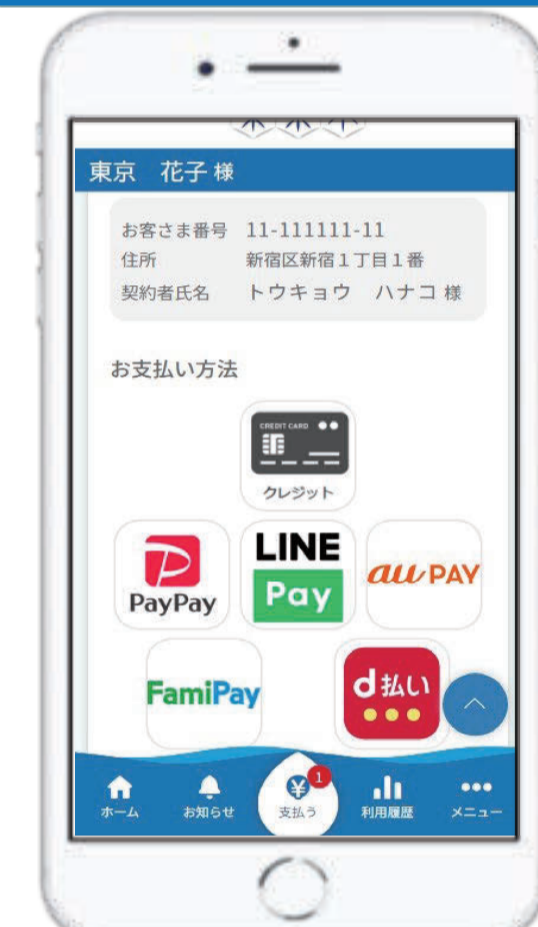 東京　花子 様
お客さま番号　11-111111-11
住所　新宿区新宿1丁目1番
契約者氏名　トウキョウ　ハナコ 様
お支払い方法
CREDIT CARD
クレジット
PayPay
LINE Pay
au PAY
FamiPay
d払い
1
ホーム　お知らせ　支払う　利用履歴　メニュー